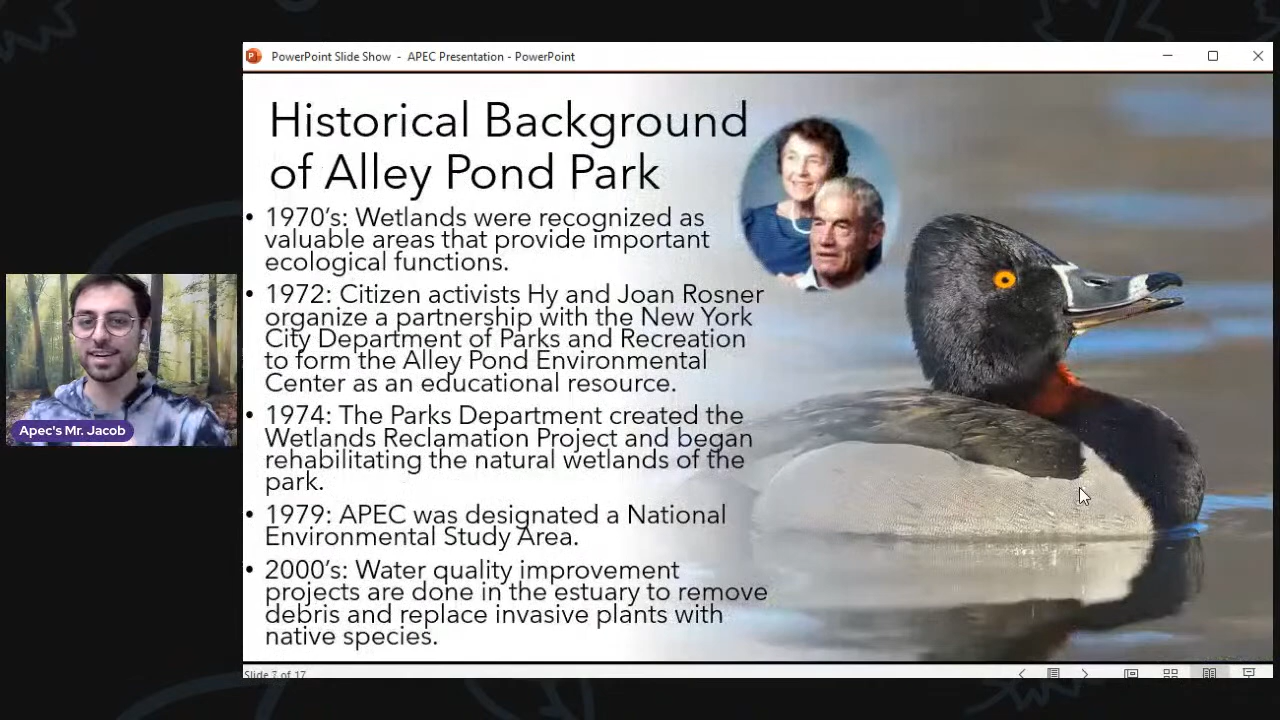 PowerPoint Slide Show - APEC Presentation - PowerPoint
Historical Background
of Alley Pond Park
• 1970's: Wetlands were recognized as
valuable areas that provide important
ecological functions.
• 1972: Citizen activists Hy and Joan Rosner
organize a partnership with the New York
City Department of Parks and Recreation
to form the Alley Pond Environmental
Center as an educational resource.
• 1974: The Parks Department created the
Wetlands Reclamation Project and began
rehabilitating the natural wetlands of the
park.
• 1979: APEC was designated a National
Environmental Study Area.
• 2000's: Water quality improvement
projects are done in the estuary to remove
debris and replace invasive plants with
native species.
Apec's Mr. Jacob
Slide 7 of 17